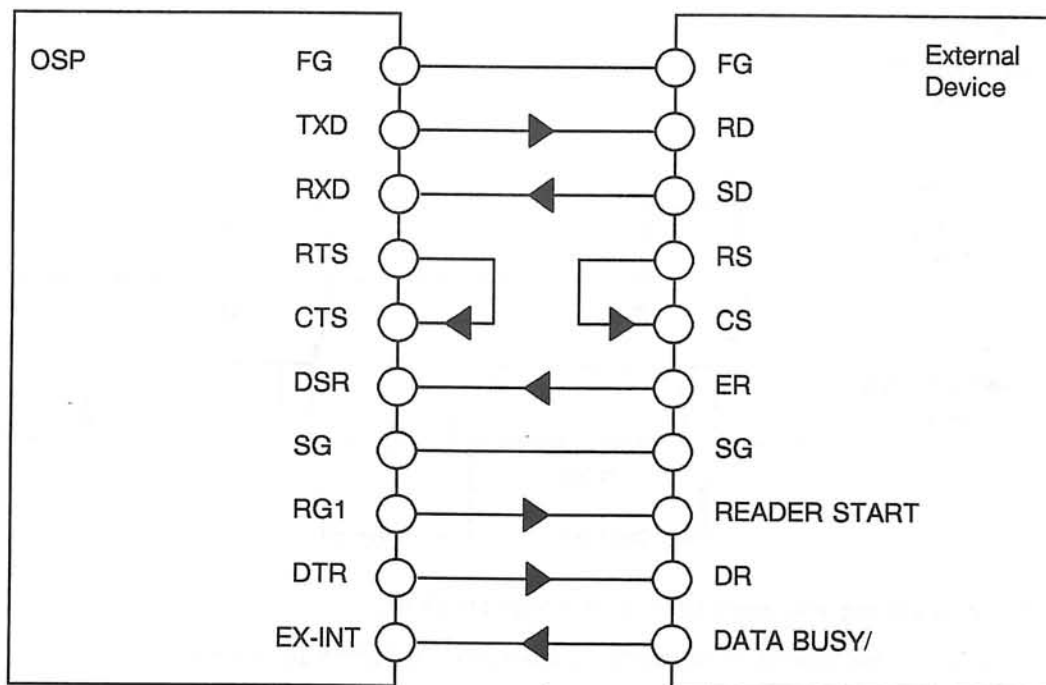 OSP
External
Device
FG FG
TXD RD
RXD SD
RTS RS
CTS CS
DSR ER
SG SG
RG1 READER START
DTR DR
EX-INT DATA BUSY/